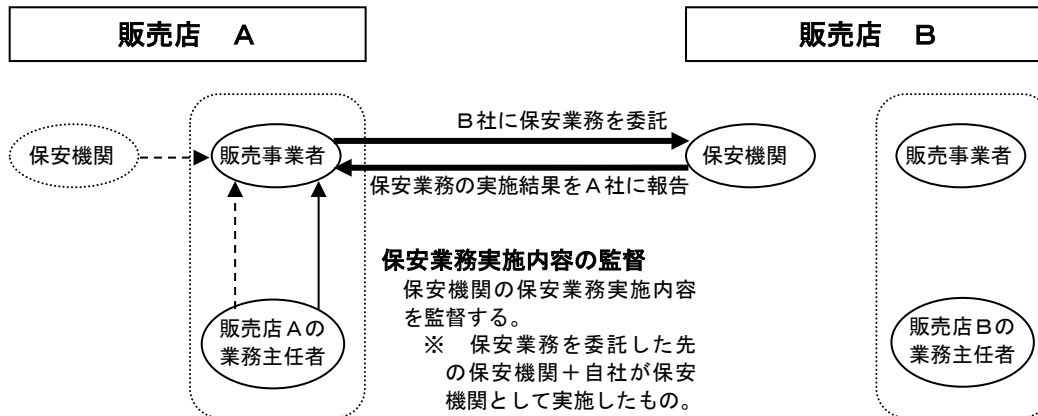 販売店　Ａ
販売店　Ｂ
Ｂ社に保安業務を委託
保安機関
販売事業者
保安機関
販売事業者
保安業務の実施結果をＡ社に報告
保安業務実施内容の監督
保安機関の保安業務実施内容
を監督する。
※　保安業務を委託した先
の保安機関＋自社が保安
機関として実施したもの。
販売店Ａの
業務主任者
販売店Ｂの
業務主任者